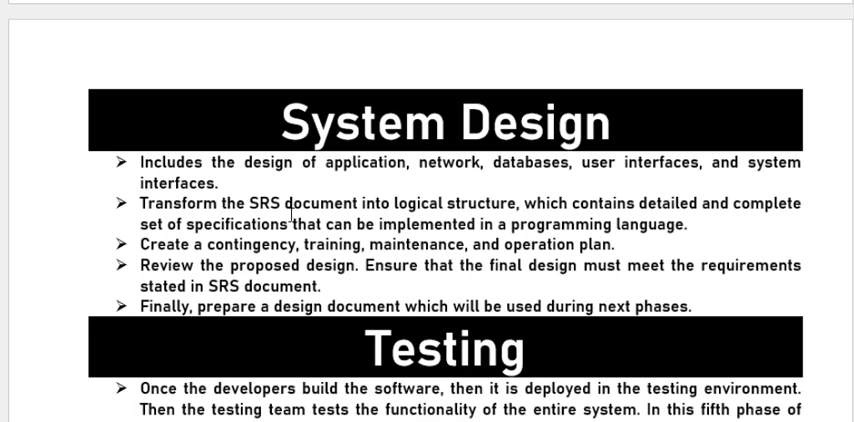 System Design
➢ Includes the design of application, network, databases, user interfaces, and system
interfaces.
➢ Transform the SRS document into logical structure, which contains detailed and complete
set of specifications that can be implemented in a programming language.
➢ Create a contingency, training, maintenance, and operation plan.
➢ Review the proposed design. Ensure that the final design must meet the requirements
stated in SRS document.
➢ Finally, prepare a design document which will be used during next phases.
Testing
➢ Once the developers build the software, then it is deployed in the testing environment.
Then the testing team tests the functionality of the entire system. In this fifth phase of